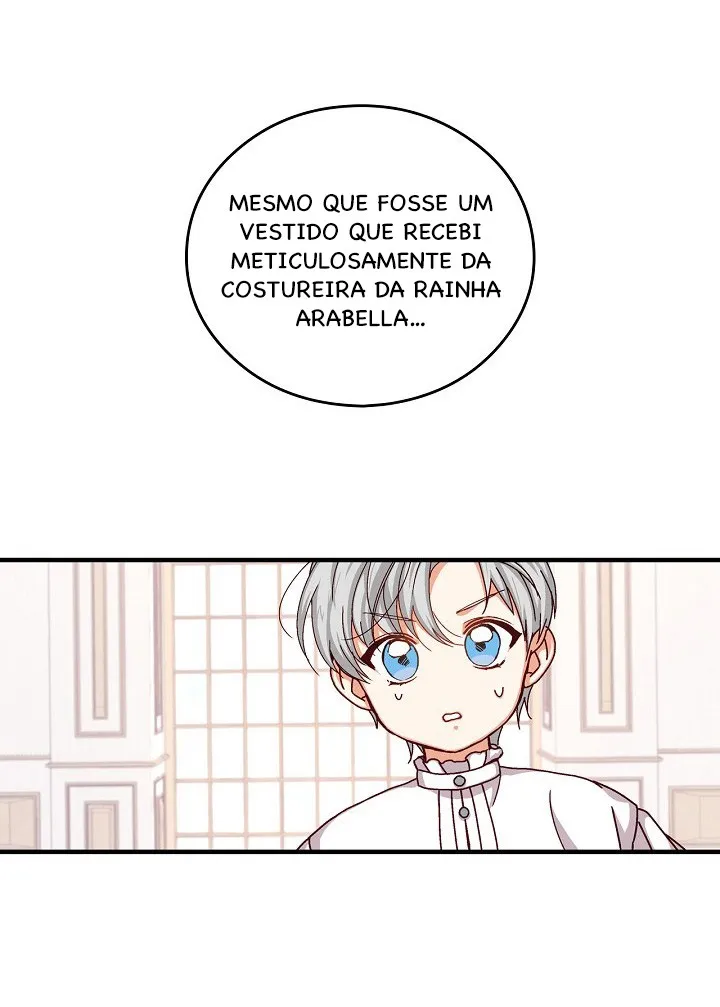 MESMO QUE FOSSE UM
VESTIDO QUE RECEBI
METICULOSAMENTE DA
COSTUREIRA DA RAINHA
ARABELLA...